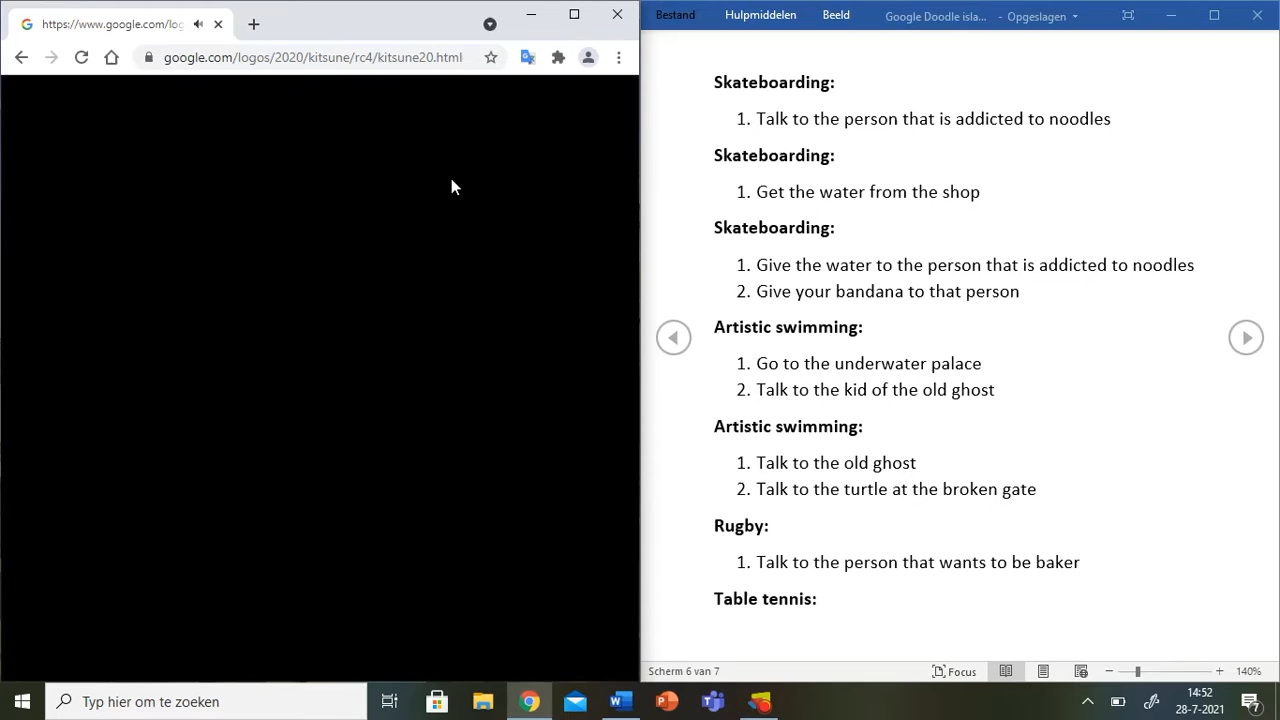 https://www.google.com/log
google.com/logos/2020/kitsune/rc4/kitsune20.html
Bestand Hulpmiddelen Beeld Google Doodle isla... - Opgeslagen
Skateboarding:
1. Talk to the person that is addicted to noodles
Skateboarding:
1. Get the water from the shop
Skateboarding:
1. Give the water to the person that is addicted to noodles
2. Give your bandana to that person
Artistic swimming:
1. Go to the underwater palace
2. Talk to the kid of the old ghost
Artistic swimming:
1. Talk to the old ghost
2. Talk to the turtle at the broken gate
Rugby:
1. Talk to the person that wants to be baker
Table tennis:
Scherm 6 van 7 Focus 140%
Typ hier om te zoeken
14:52
28-7-2021
7